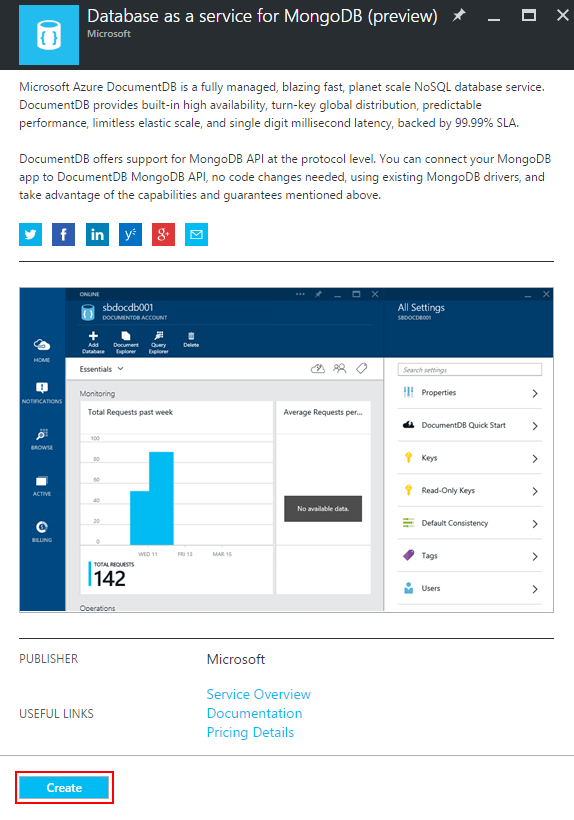 Database as a service for MongoDB (preview)
Microsoft
Microsoft Azure DocumentDB is a fully managed, blazing fast, planet scale NoSQL database service.
DocumentDB provides built-in high availability, turn-key global distribution, predictable
performance, limitless elastic scale, and single digit millisecond latency, backed by 99.99% SLA.
DocumentDB offers support for MongoDB API at the protocol level. You can connect your MongoDB
app to DocumentDB MongoDB API, no code changes needed, using existing MongoDB drivers, and
take advantage of the capabilities and guarantees mentioned above.
ONLINE
sbdocdb001
DOCUMENTDB ACCOUNT
Add Database
Document Explorer
Query Explorer
Delete
HOME
NOTIFICATIONS
BROWSE
ACTIVE
BILLING
Essentials
Monitoring
Total Requests past week
100
80
60
40
20
0
WED 11 FRI 13 MAR 15
TOTAL REQUESTS
142
Average Requests per...
No available data.
Operations
All Settings
SBDOCDB001
Search settings
Properties
DocumentDB Quick Start
Keys
Read-Only Keys
Default Consistency
Tags
Users
PUBLISHER Microsoft
Service Overview
USEFUL LINKS Documentation
Pricing Details
Create